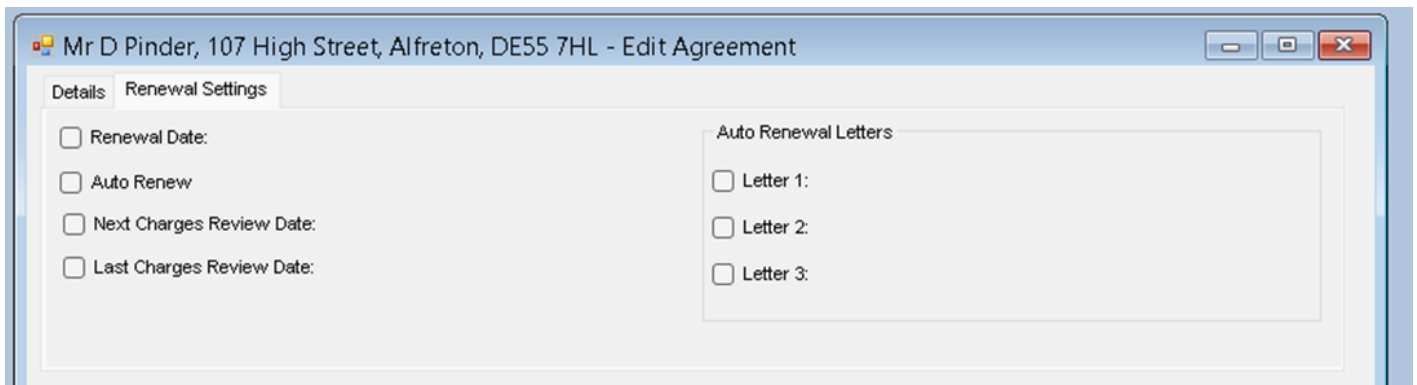 Mr D Pinder, 107 High Street, Alfreton, DE55 7HL - Edit Agreement
Details Renewal Settings
Renewal Date:
Auto Renew
Next Charges Review Date:
Last Charges Review Date:
Auto Renewal Letters
Letter 1:
Letter 2:
Letter 3: